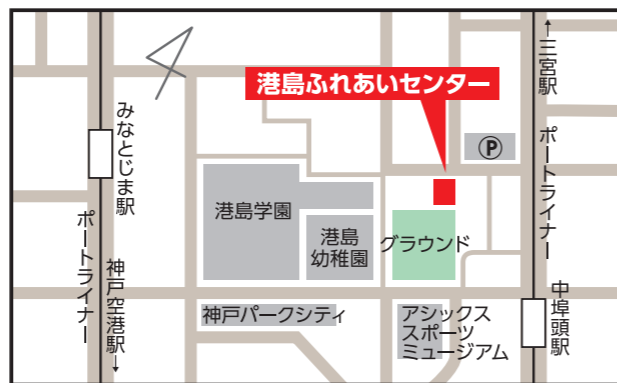 港島ふれあいセンター
←三宮駅
ポートライナー
みなとじま駅
Ⓟ
港島学園
港島
幼稚園
グラウンド
ポートライナー
神戸空港駅→
中埠頭駅
神戸パークシティ
アシックス
スポーツ
ミュージアム